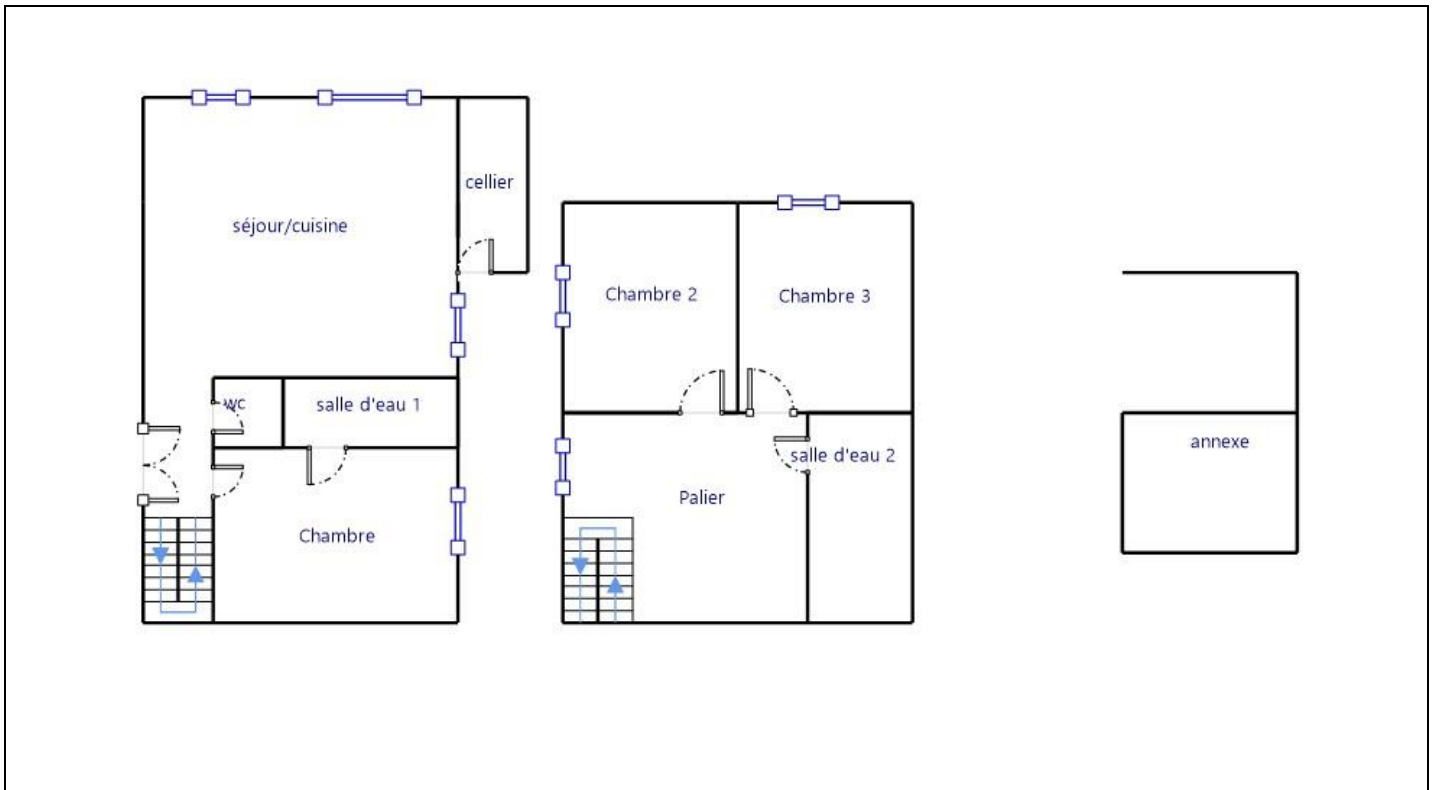 cellier
séjour/cuisine
wc
salle d'eau 1
Chambre
Chambre 2
Chambre 3
salle d'eau 2
Palier
annexe